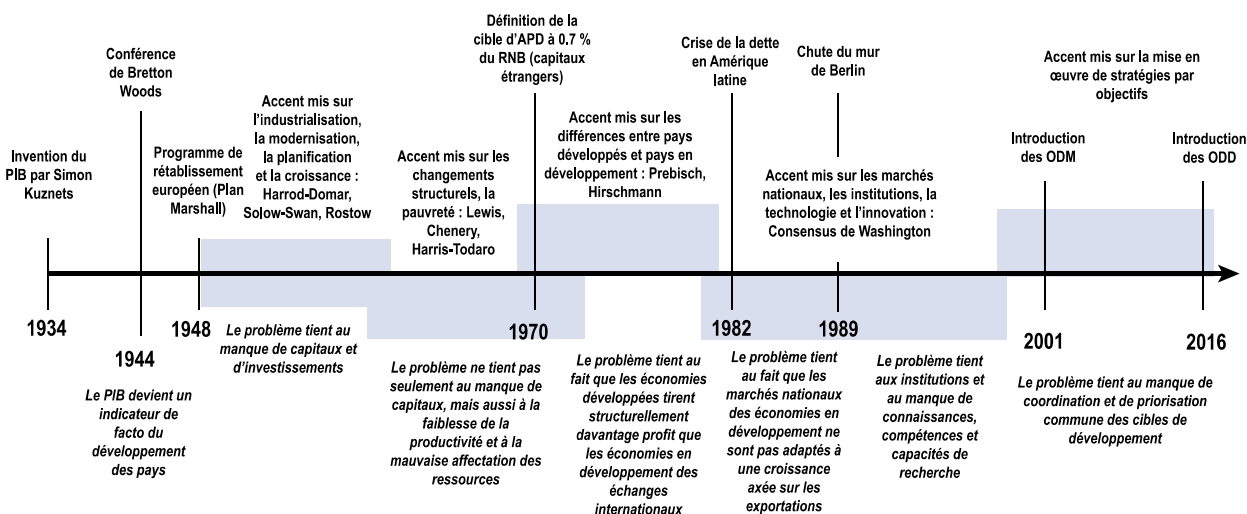 Invention du
PIB par Simon
Kuznets
1934
Conférence
de Bretton
Woods
1944
Le PIB devient un
indicateur de
facto du
développement
des pays
Programme de
rétablissement
européen (Plan
Marshall)
1948
Accent mis sur
l'industrialisation,
la modernisation,
la planification
et la croissance :
Harrod-Domar,
Solow-Swan, Rostow
Le problème tient au
manque de capitaux et
d'investissements
Accent mis sur les
changements
structurels, la
pauvreté : Lewis,
Chenery,
Harris-Todaro
Le problème ne tient pas
seulement au manque de
capitaux, mais aussi à la
faiblesse de la
productivité et à la
mauvaise affectation des
ressources
Définition de la
cible d'APD à 0.7 %
du RNB (capitaux
étrangers)
1970
Accent mis sur les
différences entre pays
développés et pays en
développement : Prebisch,
Hirschmann
Le problème tient au
fait que les économies
développées tirent
structurellement
davantage profit que
les économies en
développement des
échanges
internationaux
Crise de la dette
en Amérique
latine
1982
Chute du mur
de Berlin
1989
Accent mis sur les marchés
nationaux, les institutions, la
technologie et l'innovation :
Consensus de Washington
Le problème tient
au fait que les
marchés nationaux
des économies en
développement ne
sont pas adaptés à
une croissance
axée sur les
exportations
Le problème tient
aux institutions et
au manque de
connaissances,
compétences et
capacités de
recherche
Accent mis sur la mise en
œuvre de stratégies par
objectifs
Introduction
des ODM
2001
Introduction
des ODD
2016
Le problème tient au manque de
coordination et de priorisation
commune des cibles de
développement